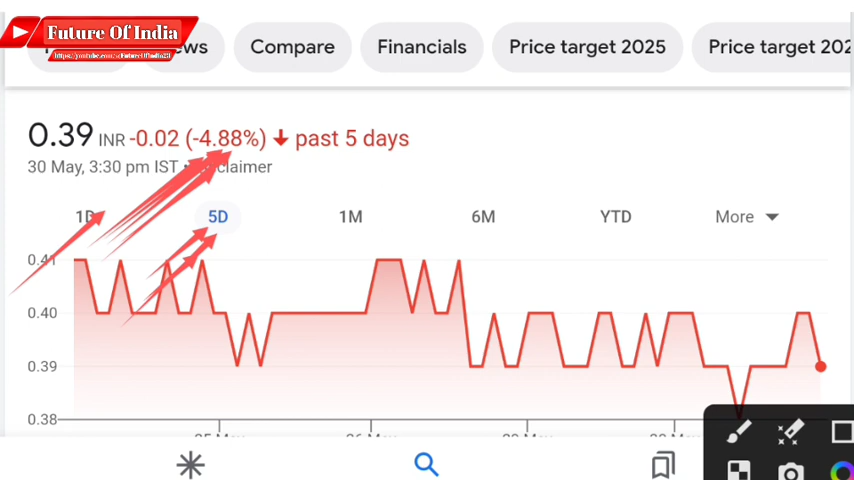 Future Of India
ws
Compare
Financials
Price target 2025
Price target 202
0.39 INR -0.02 (-4.88%) past 5 days
30 May, 3:30 pm IST • claimer
1D
5D
1M
6M
YTD
More
0.41
0.40
0.39
0.38